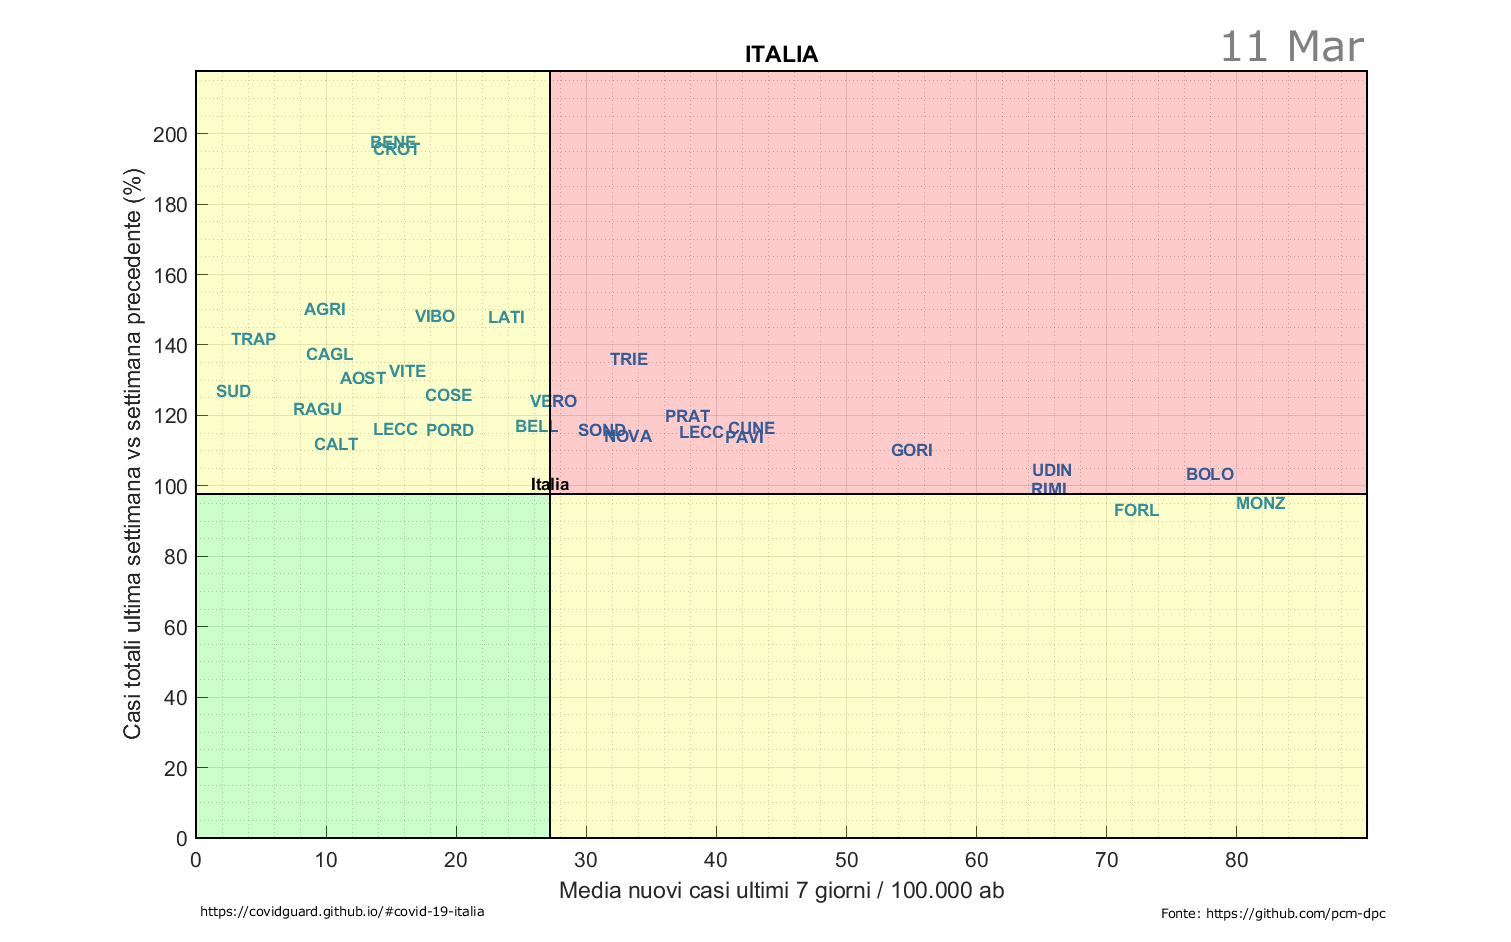 11 Mar
ITALIA
Casi totali ultima settimana vs settimana precedente (%)
200
180
160
140
120
100
80
60
40
20
0
BENE
CROT
AGRI
VIBO
LATI
TRAP
CAGL
TRIE
VITE
AOST
SUD
COSE
VERO
RAGU
PRAT
BELL
CUNE
LECC
PORD
SOND
LECC
NOVA
PAVI
CALT
GORI
UDIN
BOLO
Italia
RIMI
MONZ
FORL
0 10 20 30 40 50 60 70 80
Media nuovi casi ultimi 7 giorni / 100.000 ab
https://covidguard.github.io/#covid-19-italia
Fonte: https://github.com/pcm-dpc